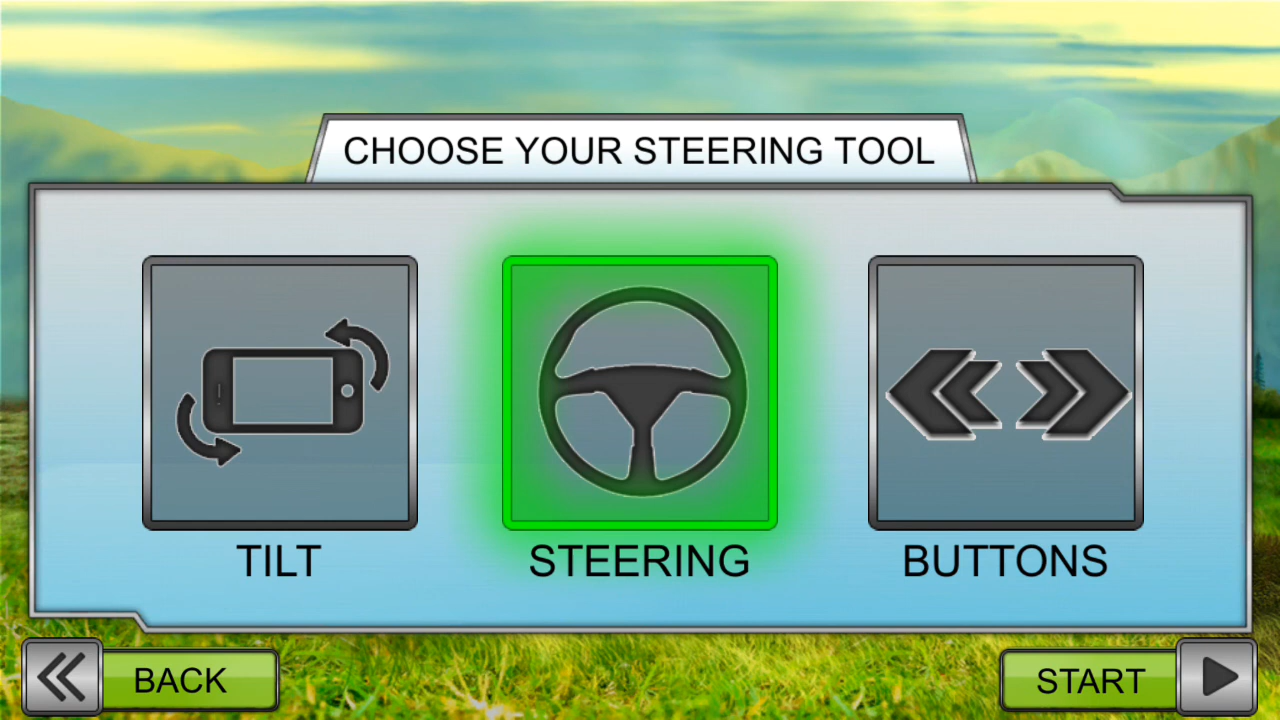 CHOOSE YOUR STEERING TOOL
TILT
STEERING
BUTTONS
BACK
START